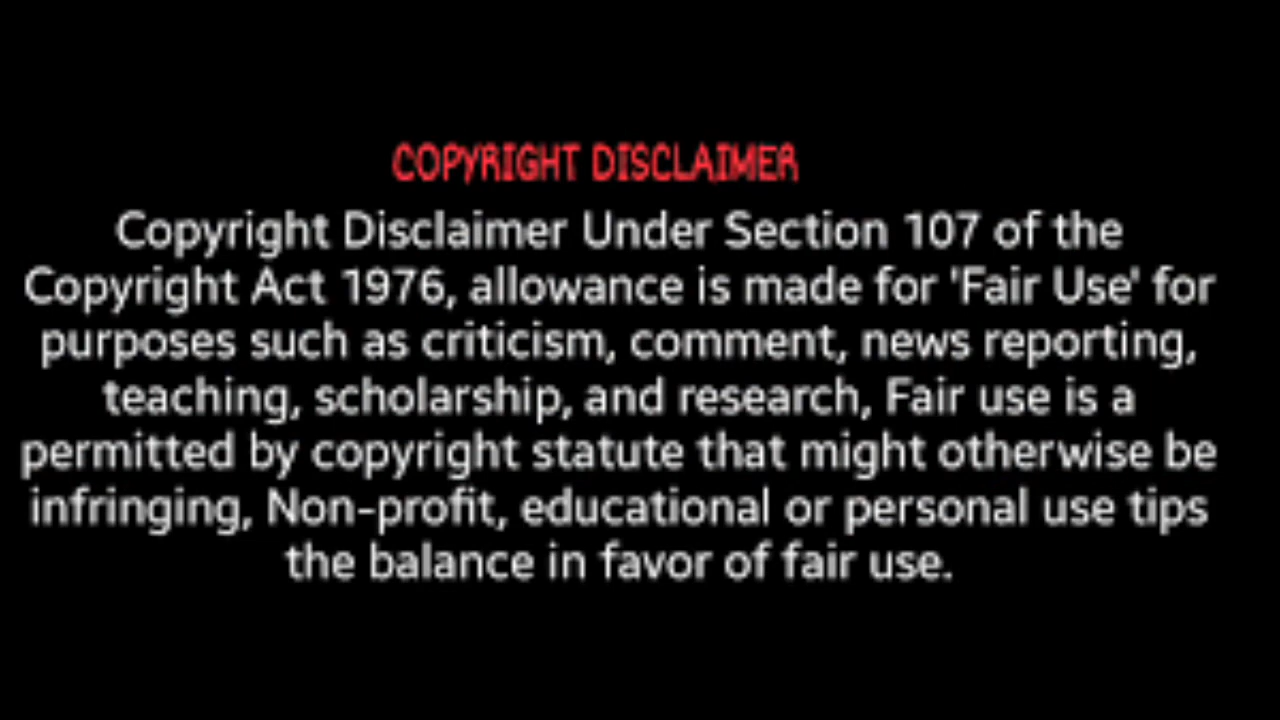 COPYRIGHT DISCLAIMER
Copyright Disclaimer Under Section 107 of the
Copyright Act 1976, allowance is made for 'Fair Use' for
purposes such as criticism, comment, news reporting,
teaching, scholarship, and research, Fair use is a
permitted by copyright statute that might otherwise be
infringing, Non-profit, educational or personal use tips
the balance in favor of fair use.